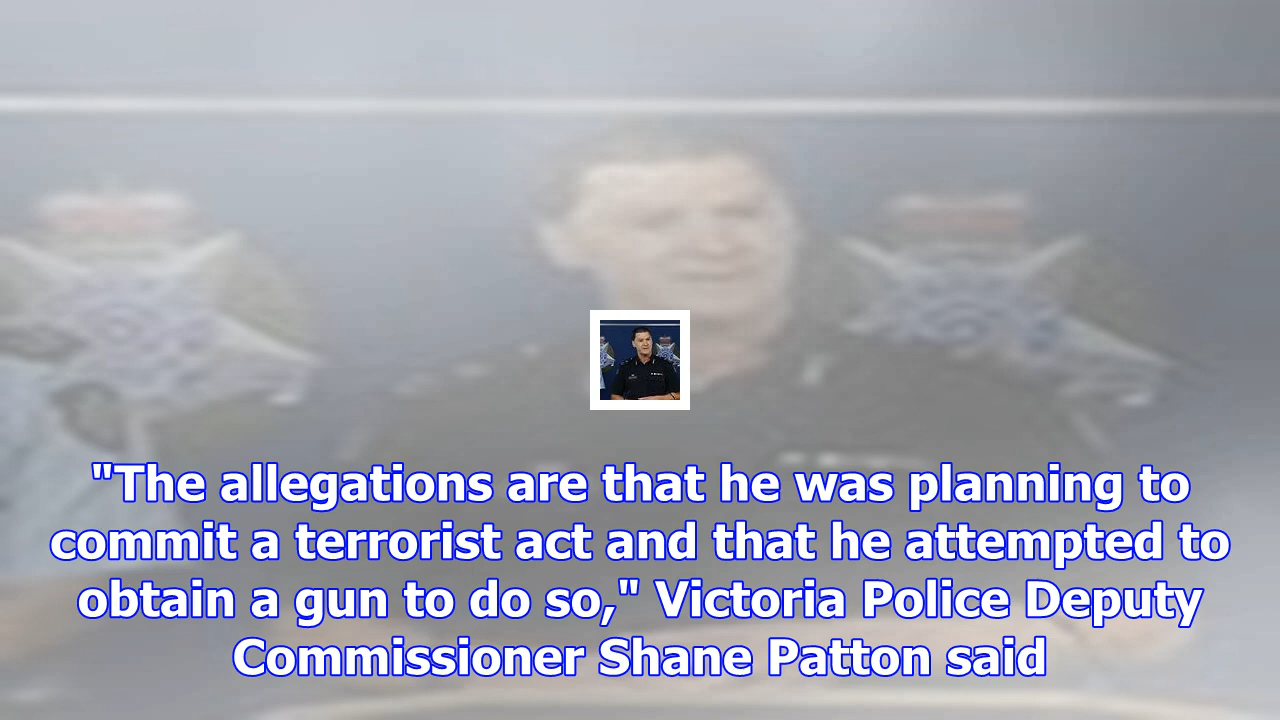 "The allegations are that he was planning to
commit a terrorist act and that he attempted to
obtain a gun to do so," Victoria Police Deputy
Commissioner Shane Patton said